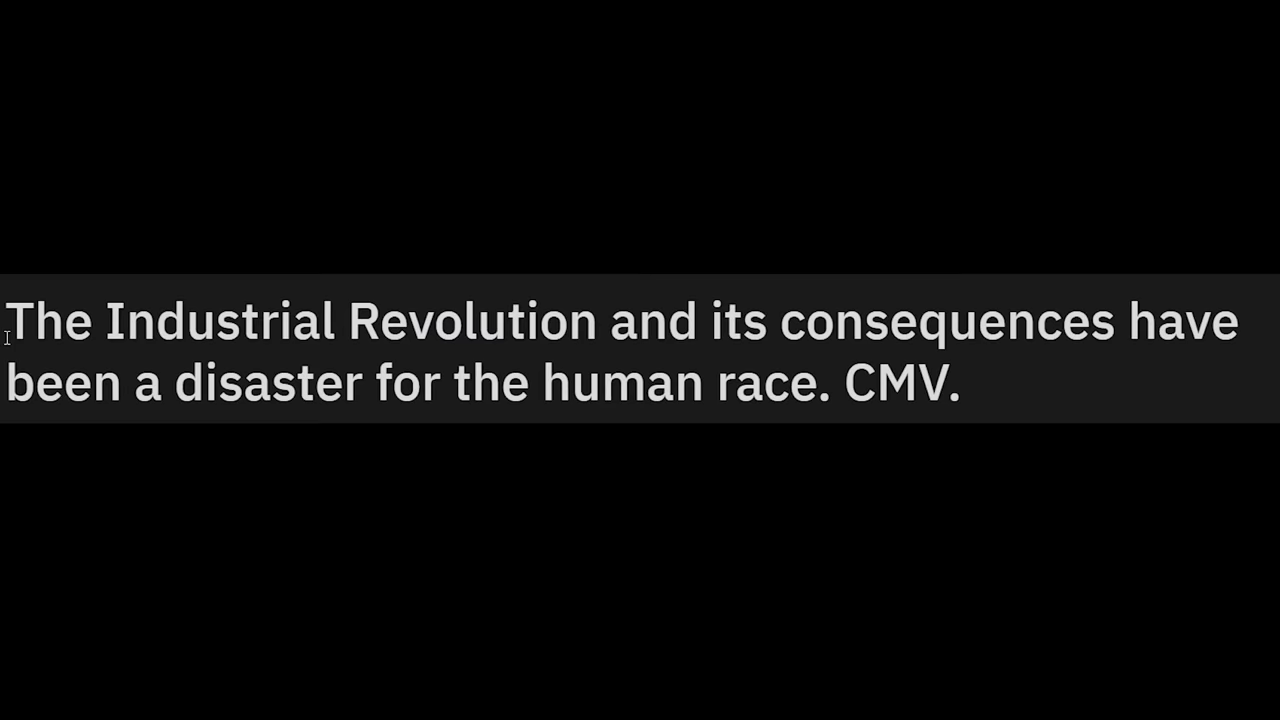 The Industrial Revolution and its consequences have
been a disaster for the human race. CMV.